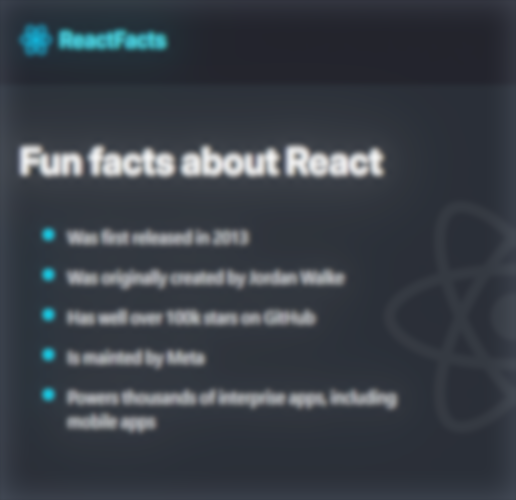 ReactFacts
Fun facts about React
Was first released in 2013
Was originally created by Jordan Walke
Has well over 100k stars on GitHub
Is mainted by Meta
Powers thousands of interprise apps, including
mobile apps